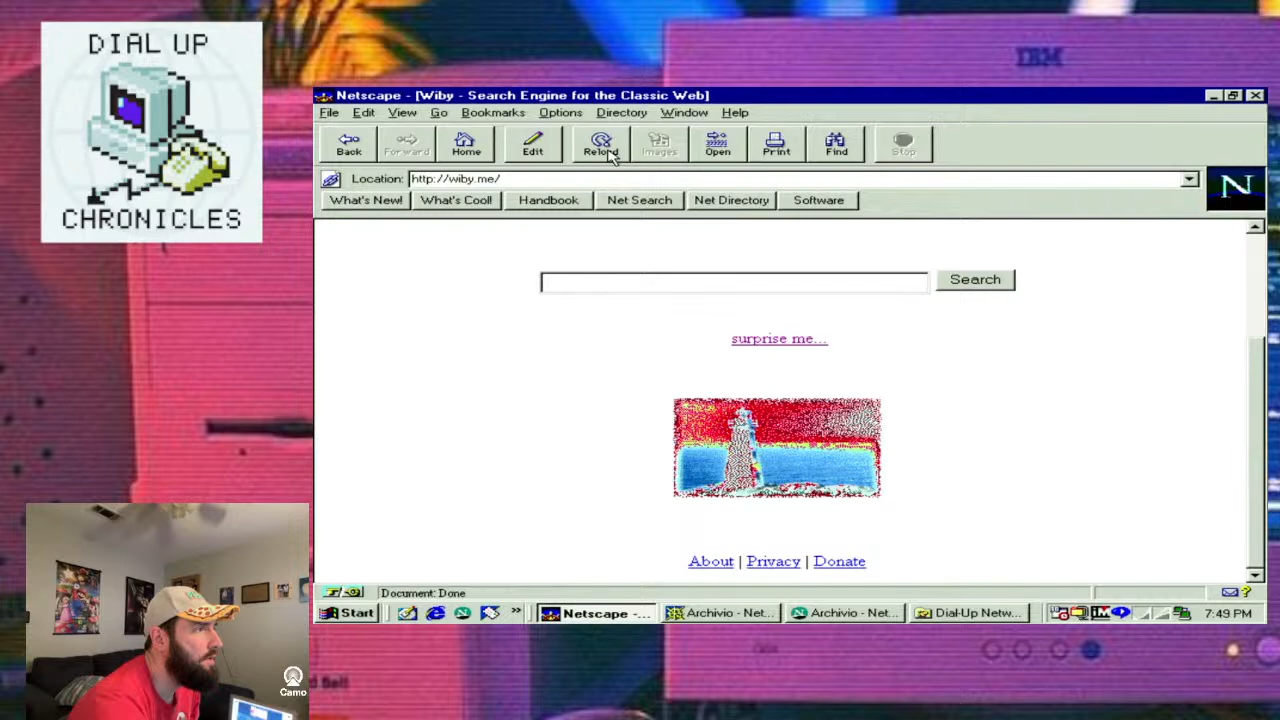 DIAL UP
CHRONICLES
IBM
Netscape - [Wiby - Search Engine for the Classic Web]
File Edit View Go Bookmarks Options Directory Window Help
Back Forward Home Edit Reload Images Open Print Find Stop
Location: http://wiby.me/
N
What's New! What's Cool! Handbook Net Search Net Directory Software
Search
surprise me...
About | Privacy | Donate
Document: Done
Start » Netscape -... Archivio - Net... Archivio - Net... Dial-Up Netw... 7:49 PM
Camo
d Bell